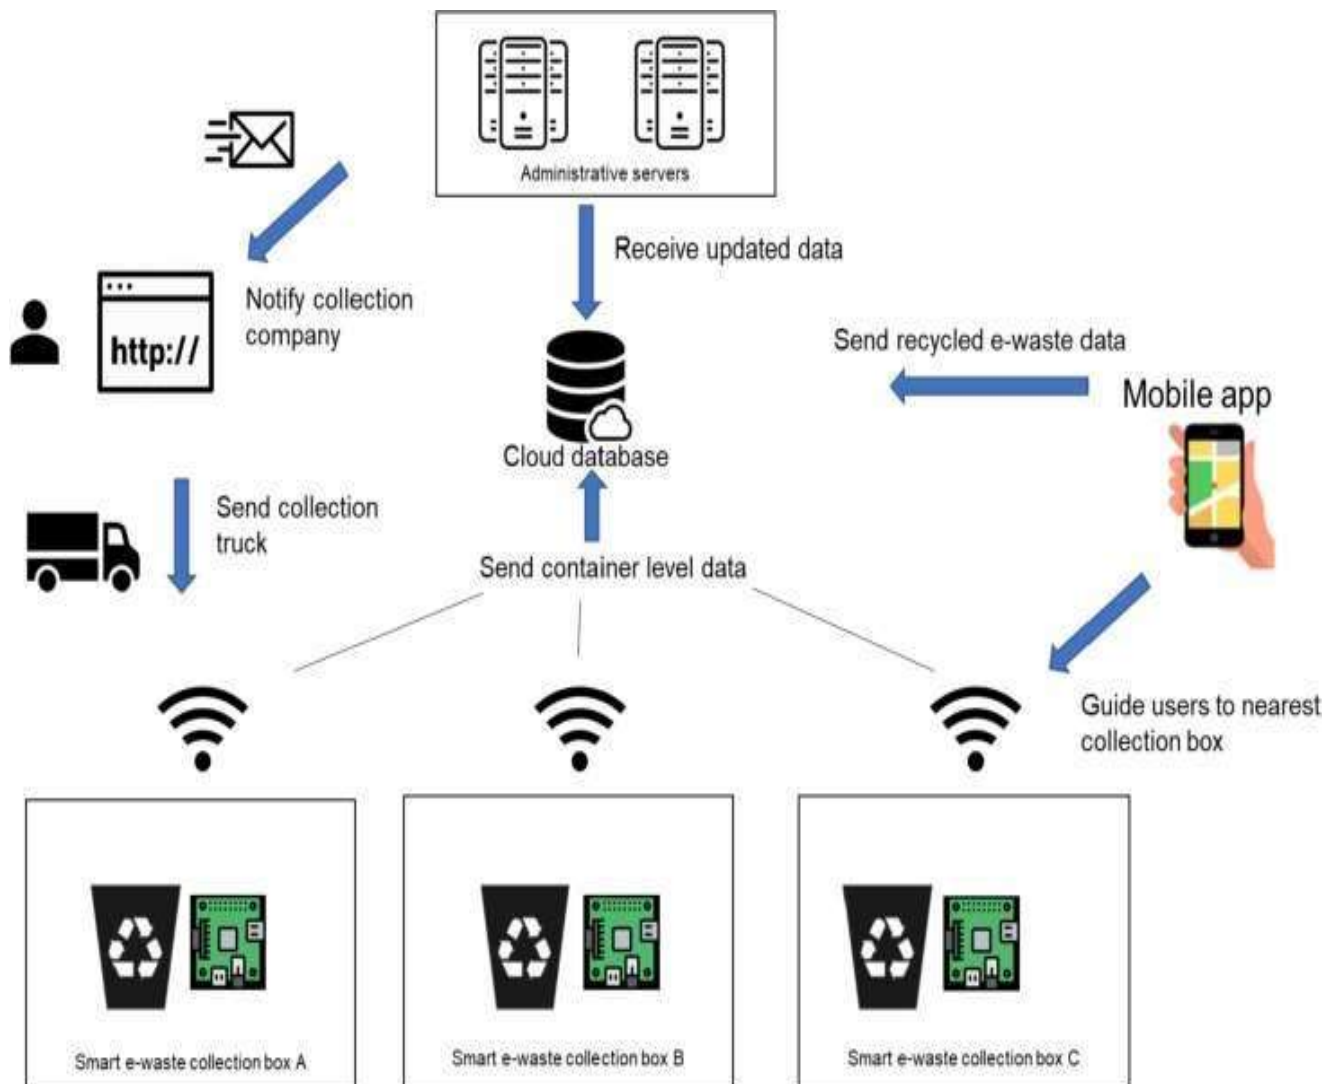 Administrative servers
Receive updated data
Notify collection
company
http://
Send recycled e-waste data
Mobile app
Cloud database
Send collection
truck
Send container level data
Guide users to nearest
collection box
Smart e-waste collection box A
Smart e-waste collection box B
Smart e-waste collection box C